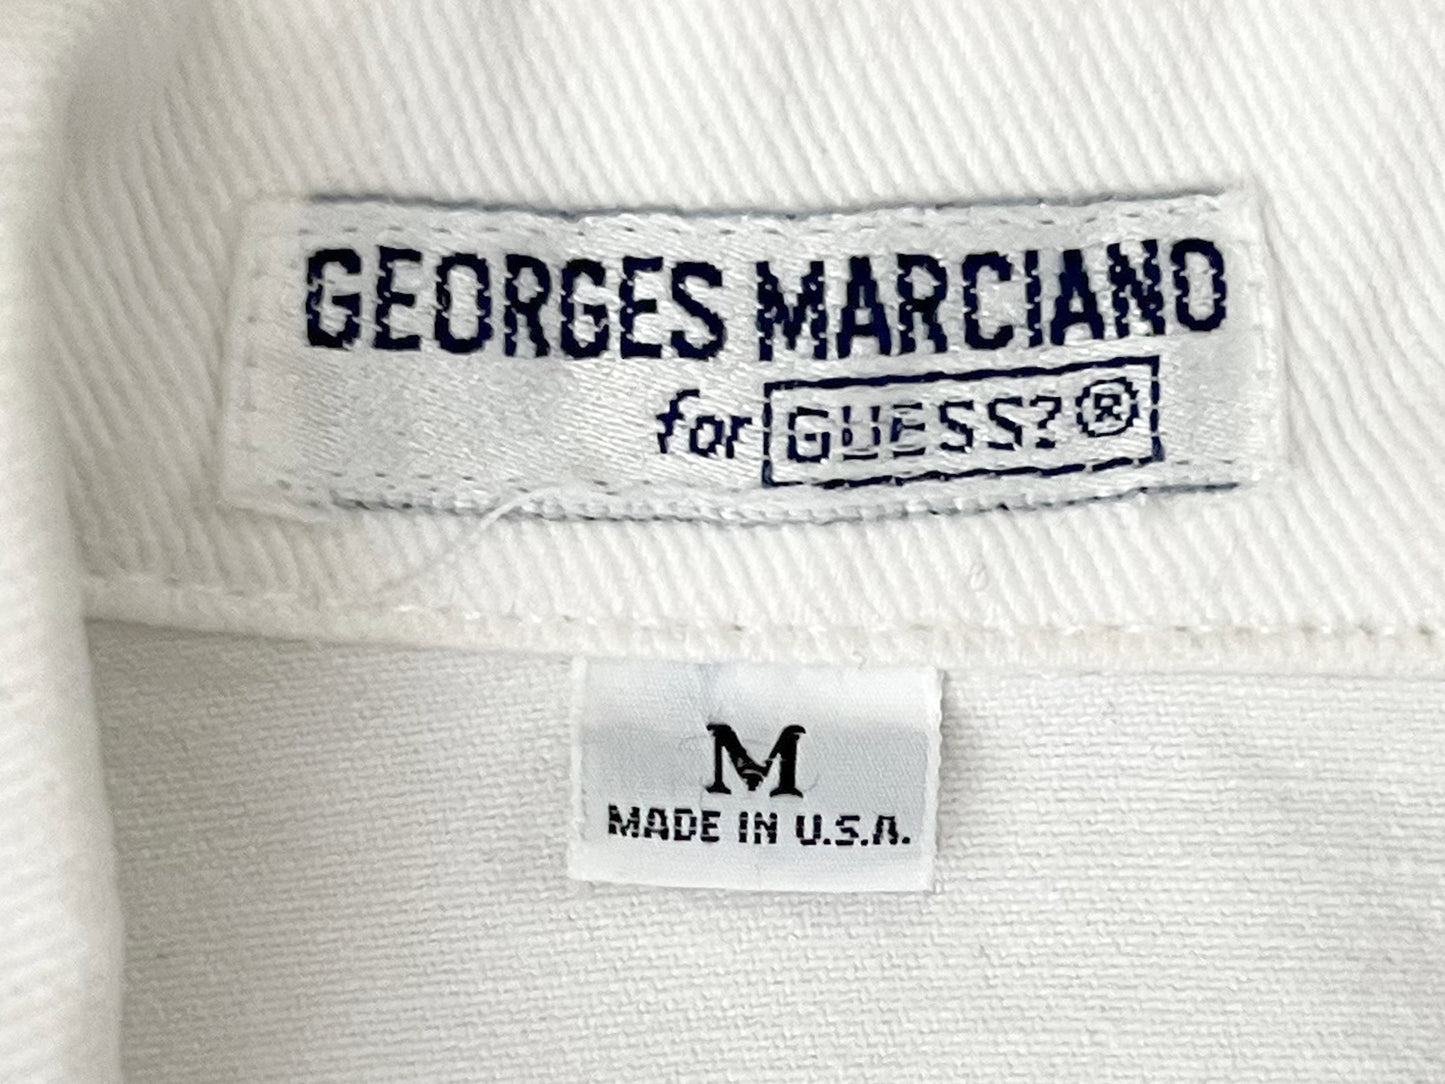 GEORGES MARCIANO
for GUESS?®
M
MADE IN U.S.A.